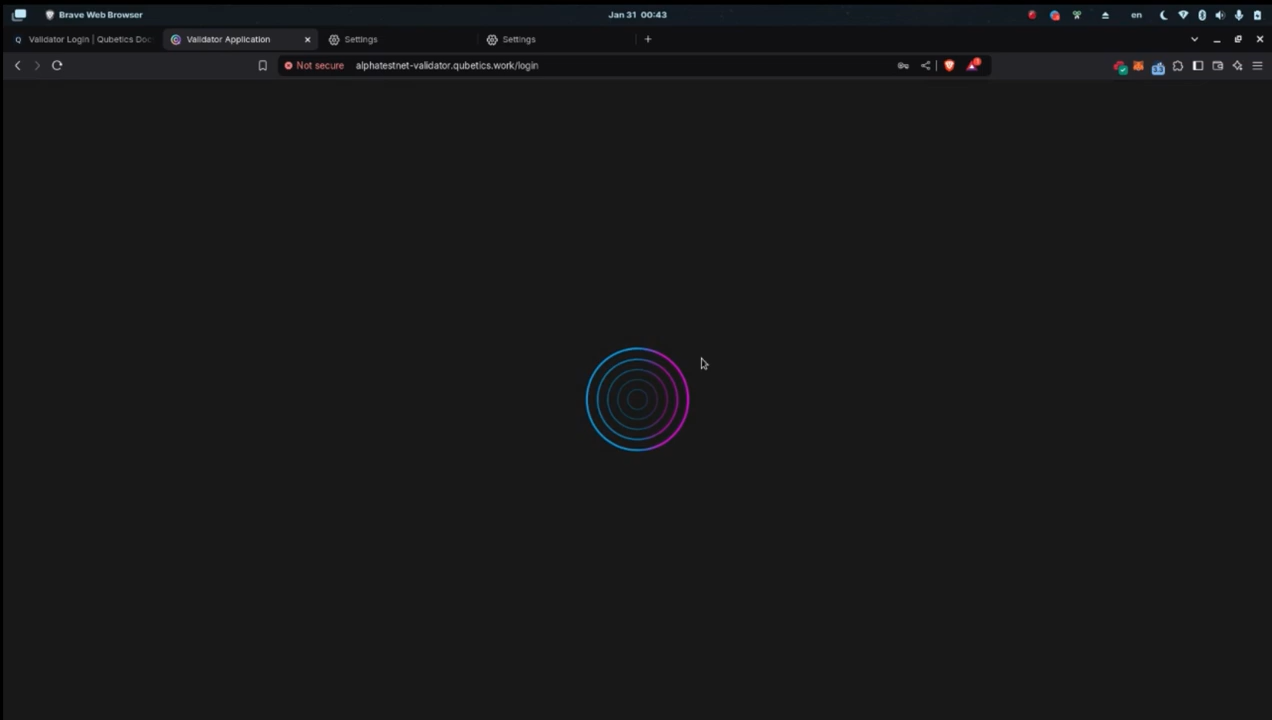 Brave Web Browser
Jan 31 00:43
en
Validator Login | Qubetics Doc
Validator Application
Settings
Settings
Not secure
alphatestnet-validator.qubetics.work/login